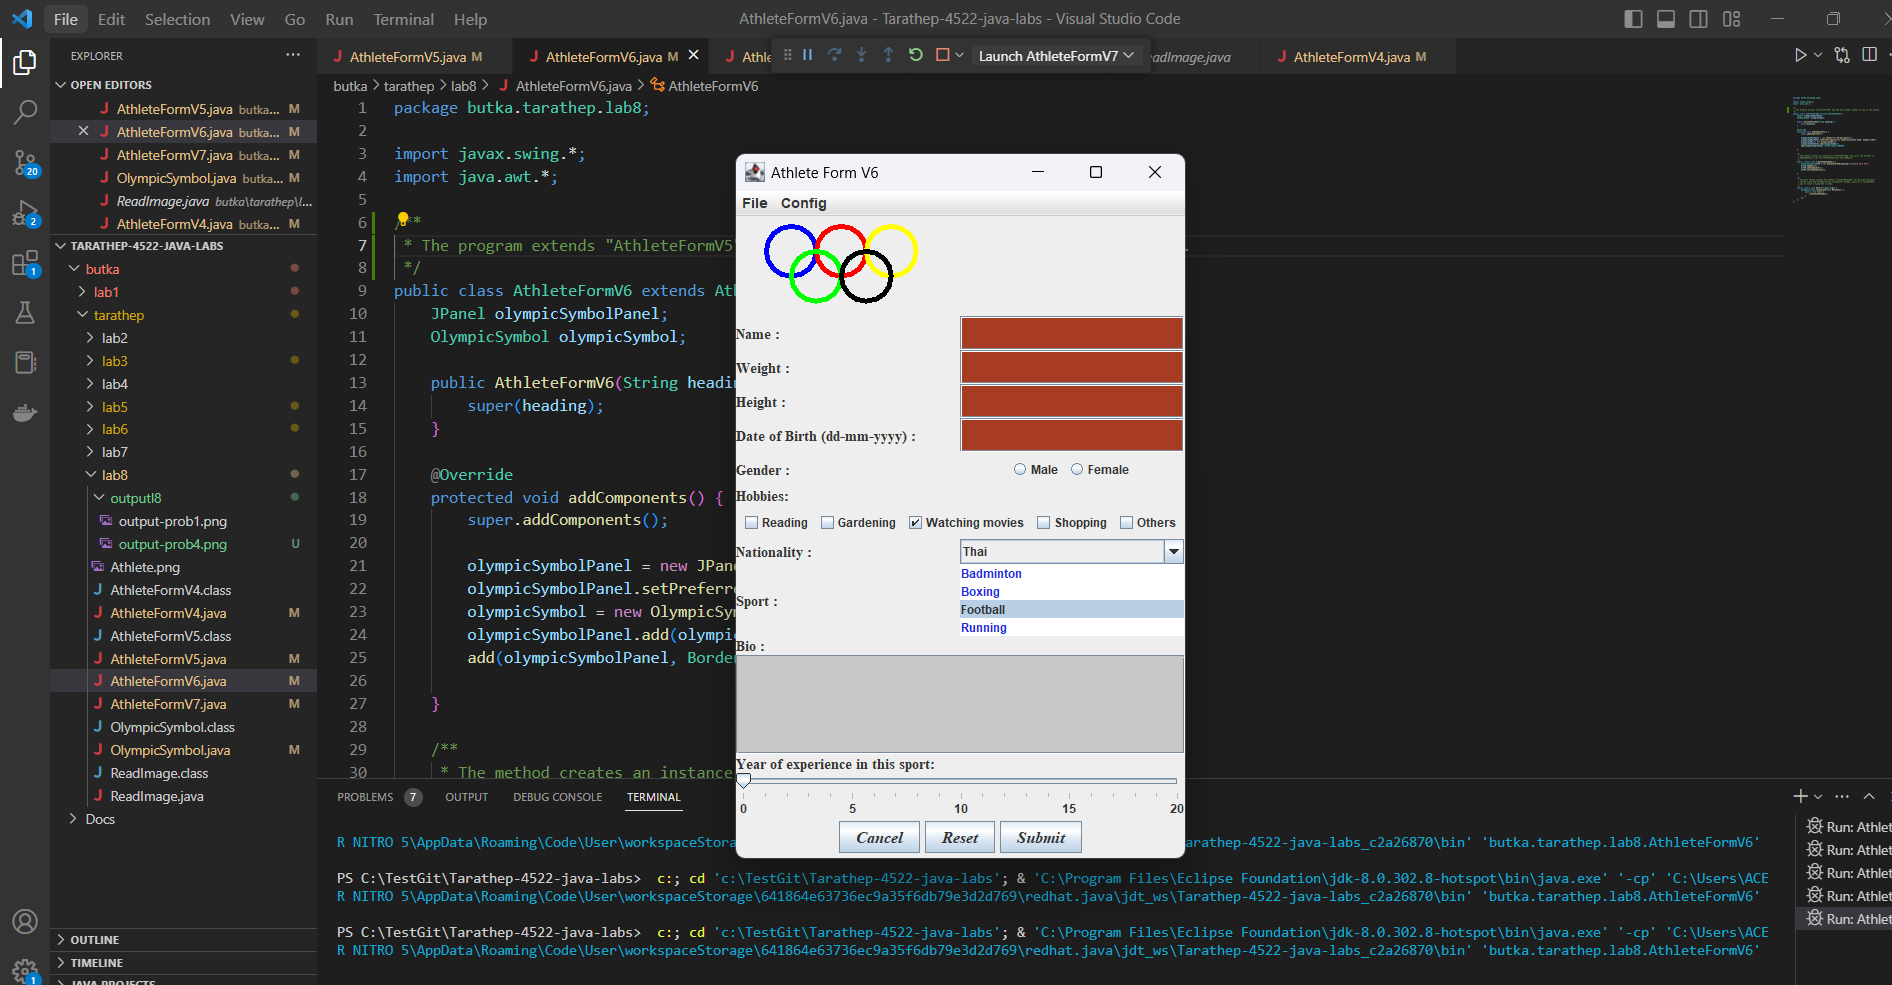 File Edit Selection View Go Run Terminal Help
AthleteFormV6.java - Tarathep-4522-java-labs - Visual Studio Code
EXPLORER
OPEN EDITORS
AthleteFormV5.java butka... M
AthleteFormV6.java butka... M
AthleteFormV7.java butka... M
OlympicSymbol.java butka... M
ReadImage.java butka\tarathep\l...
AthleteFormV4.java butka... M
TARATHEP-4522-JAVA-LABS
butka
lab1
tarathep
lab2
lab3
lab4
lab5
lab6
lab7
lab8
outputl8
output-prob1.png
output-prob4.png U
Athlete.png
AthleteFormV4.class
AthleteFormV4.java M
AthleteFormV5.class
AthleteFormV5.java M
AthleteFormV6.java M
AthleteFormV7.java M
OlympicSymbol.class
OlympicSymbol.java M
ReadImage.class
ReadImage.java
Docs
OUTLINE
TIMELINE
JAVA PROJECTS
20
2
1
1
AthleteFormV5.java M
AthleteFormV6.java M
Launch AthleteFormV7
AthleteFormV4.java M
butka > tarathep > lab8 > AthleteFormV6.java > AthleteFormV6
1 package butka.tarathep.lab8;
2
3 import javax.swing.*;
4 import java.awt.*;
5
6 /**
7 * The program extends "AthleteFormV5"
8 */
9 public class AthleteFormV6 extends Ath
10 JPanel olympicSymbolPanel;
11 OlympicSymbol olympicSymbol;
12
13 public AthleteFormV6(String headin
14 super(heading);
15 }
16
17 @Override
18 protected void addComponents() {
19 super.addComponents();
20
21 olympicSymbolPanel = new JPane
22 olympicSymbolPanel.setPreferre
23 olympicSymbol = new OlympicSym
24 olympicSymbolPanel.add(olympic
25 add(olympicSymbolPanel, Border
26
27 }
28
29 /**
30 * The method creates an instance
Athlete Form V6
File Config
Name :
Weight :
Height :
Date of Birth (dd-mm-yyyy) :
Gender : Male Female
Hobbies:
Reading Gardening Watching movies Shopping Others
Nationality : Thai
Sport :
Badminton
Boxing
Football
Running
Bio :
Year of experience in this sport:
0 5 10 15 20
Cancel Reset Submit
PROBLEMS 7 OUTPUT DEBUG CONSOLE TERMINAL
R NITRO 5\AppData\Roaming\Code\User\workspaceStora arathep-4522-java-labs_c2a26870\bin' 'butka.tarathep.lab8.AthleteFormV6'
PS C:\TestGit\Tarathep-4522-java-labs> c:; cd 'c:\TestGit\Tarathep-4522-java-labs'; & 'C:\Program Files\Eclipse Foundation\jdk-8.0.302.8-hotspot\bin\java.exe' '-cp' 'C:\Users\ACE
R NITRO 5\AppData\Roaming\Code\User\workspaceStorage\641864e63736ec9a35f6db79e3d2d769\redhat.java\jdt_ws\Tarathep-4522-java-labs_c2a26870\bin' 'butka.tarathep.lab8.AthleteFormV6'
PS C:\TestGit\Tarathep-4522-java-labs> c:; cd 'c:\TestGit\Tarathep-4522-java-labs'; & 'C:\Program Files\Eclipse Foundation\jdk-8.0.302.8-hotspot\bin\java.exe' '-cp' 'C:\Users\ACE
R NITRO 5\AppData\Roaming\Code\User\workspaceStorage\641864e63736ec9a35f6db79e3d2d769\redhat.java\jdt_ws\Tarathep-4522-java-labs_c2a26870\bin' 'butka.tarathep.lab8.AthleteFormV6'
Run: Athlet
Run: Athlet
Run: Athlet
Run: Athlet
Run: Athlet